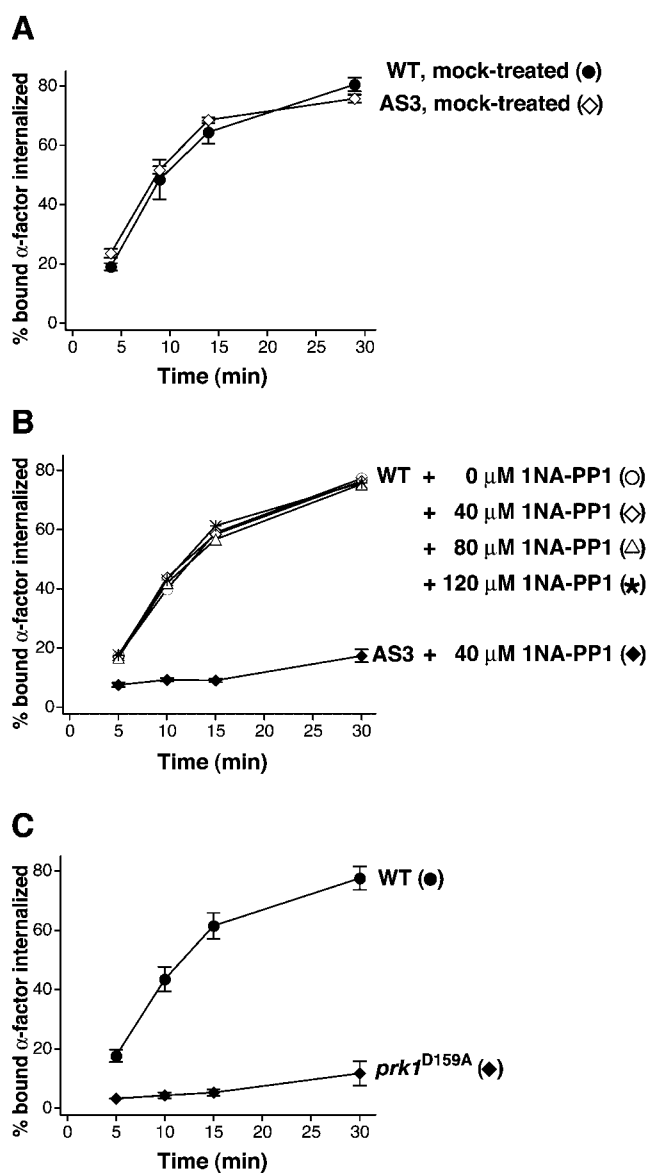 A
% bound α-factor internalized
80
60
40
20
0
0 5 10 15 20 25 30
Time (min)
WT, mock-treated (●)
AS3, mock-treated (◇)
B
% bound α-factor internalized
80
60
40
20
0
0 5 10 15 20 25 30
Time (min)
WT + 0 μM 1NA-PP1 (○)
+ 40 μM 1NA-PP1 (◇)
+ 80 μM 1NA-PP1 (△)
+ 120 μM 1NA-PP1 (★)
AS3 + 40 μM 1NA-PP1 (◆)
C
% bound α-factor internalized
80
60
40
20
0
0 5 10 15 20 25 30
Time (min)
WT (●)
prk1D159A (◆)